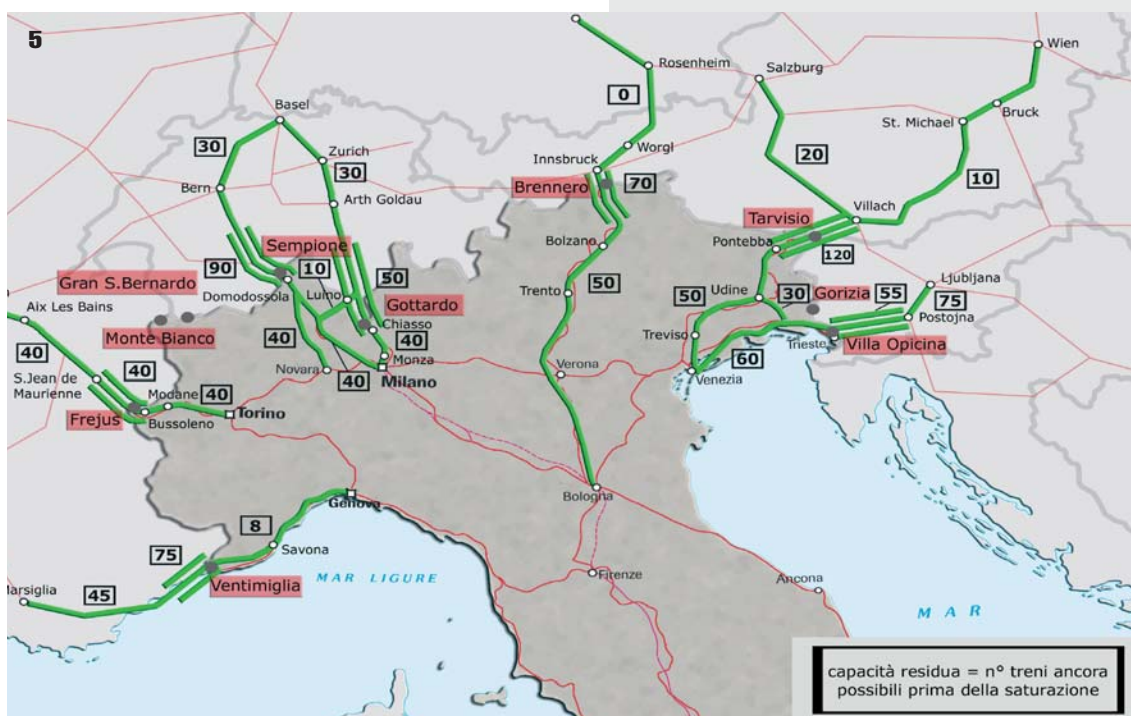 5
Wien
Rosenheim
Salzburg
0
Bruck
Basel
St. Michael
30
Zurich
Worgl
20
30
Innsbruck
10
Bern
Brennero
70
Arth Goldau
Villach
Tarvisio
Sempione
Bolzano
Pontebba
120
90
10
50
Ljubljana
Gran S.Bernardo
Domodossola
Luino
Trento
50
50
Udine
30
Gorizia
55
75
Aix Les Bains
Gottardo
Postojna
Monte Bianco
Chiasso
Treviso
Trieste
Villa Opicina
40
40
40
Monza
S.Jean de
Maurienne
40
Novara
40
Milano
Verona
60
Venezia
Modane
40
Frejus
Torino
Bussoleno
Bologna
Genova
8
75
Savona
Ventimiglia
MAR LIGURE
Firenze
Marsiglia
45
Ancona
MAR
capacità residua = n° treni ancora
possibili prima della saturazione